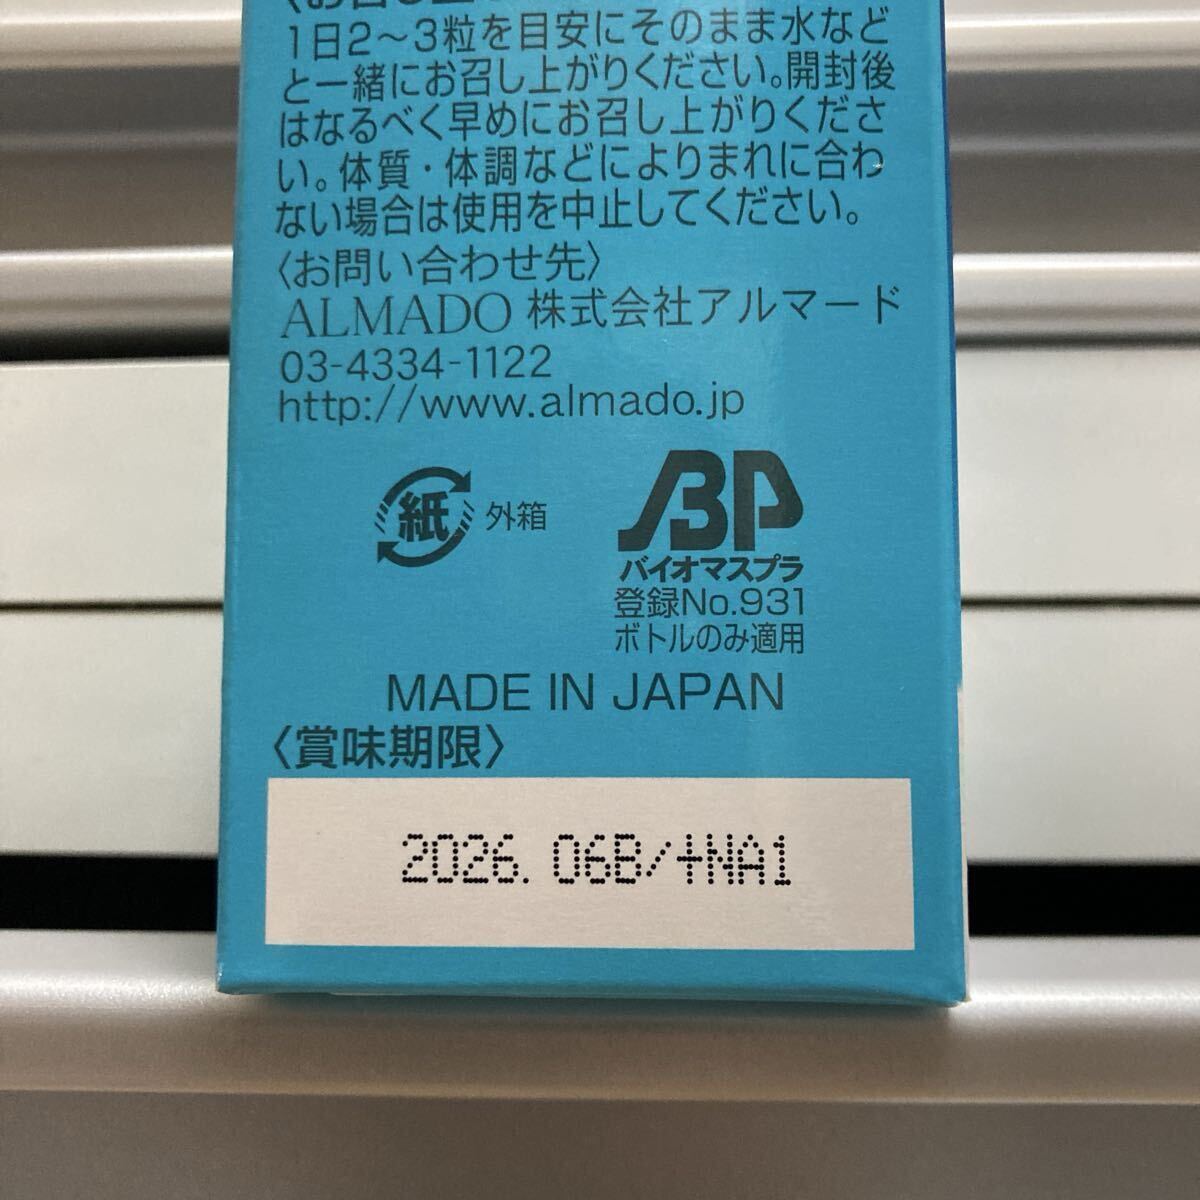 1日2～3粒を目安にそのまま水など
と一緒にお召し上がりください。開封後
はなるべく早めにお召し上がりくださ
い。体質・体調などによりまれに合わ
ない場合は使用を中止してください。
〈お問い合わせ先〉
ALMADO 株式会社アルマード
03-4334-1122
http://www.almado.jp
紙 外箱
BP
バイオマスプラ
登録No.931
ボトルのみ適用
MADE IN JAPAN
〈賞味期限〉
2026. 06B/+NA1